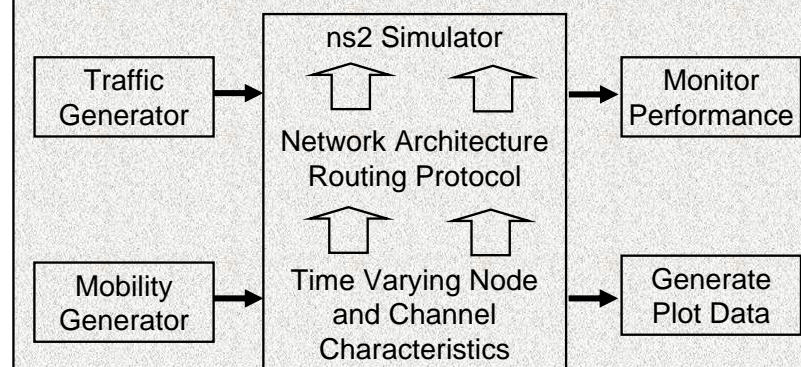 ns2 Simulator
Traffic
Generator
Monitor
Performance
Network Architecture
Routing Protocol
Mobility
Generator
Time Varying Node
and Channel
Characteristics
Generate
Plot Data